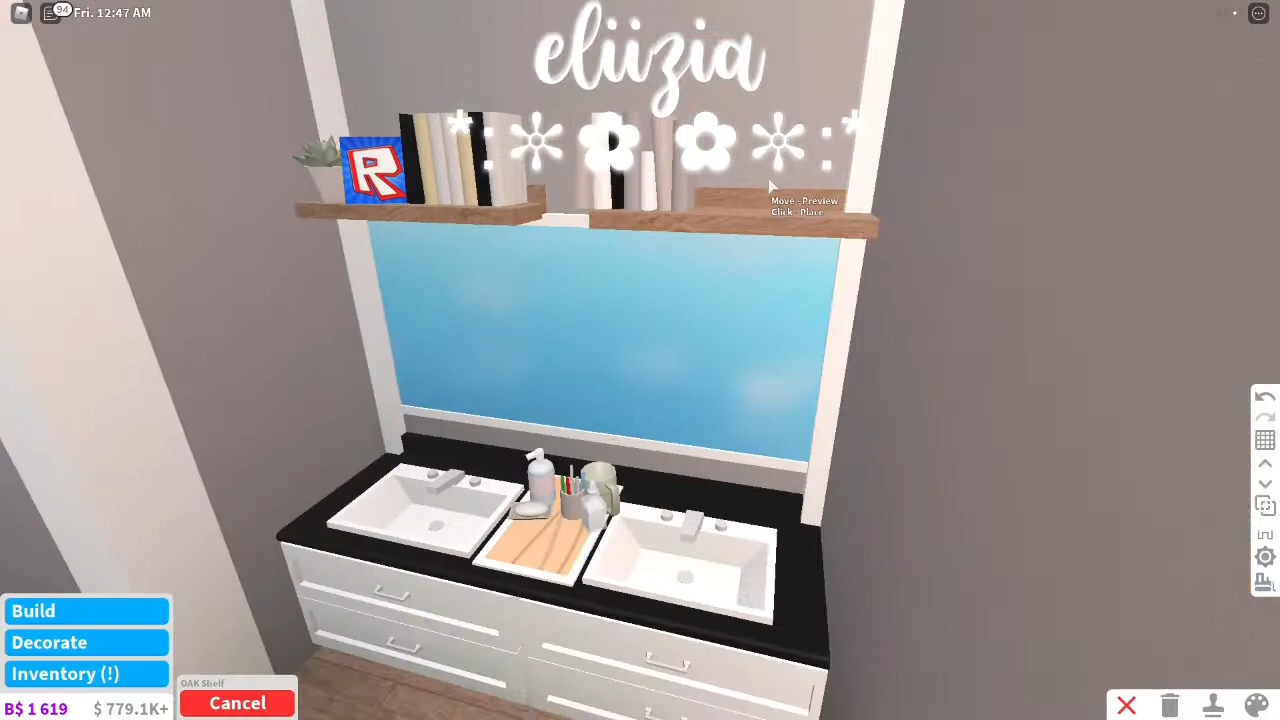 94
Fri. 12:47 AM
eliizia
*:✼✿ ✿✼:*
R
Move - Preview
Click - Place
Build
Decorate
Inventory (!)
OAK Shelf
B$ 1 619
$ 779.1K+
Cancel